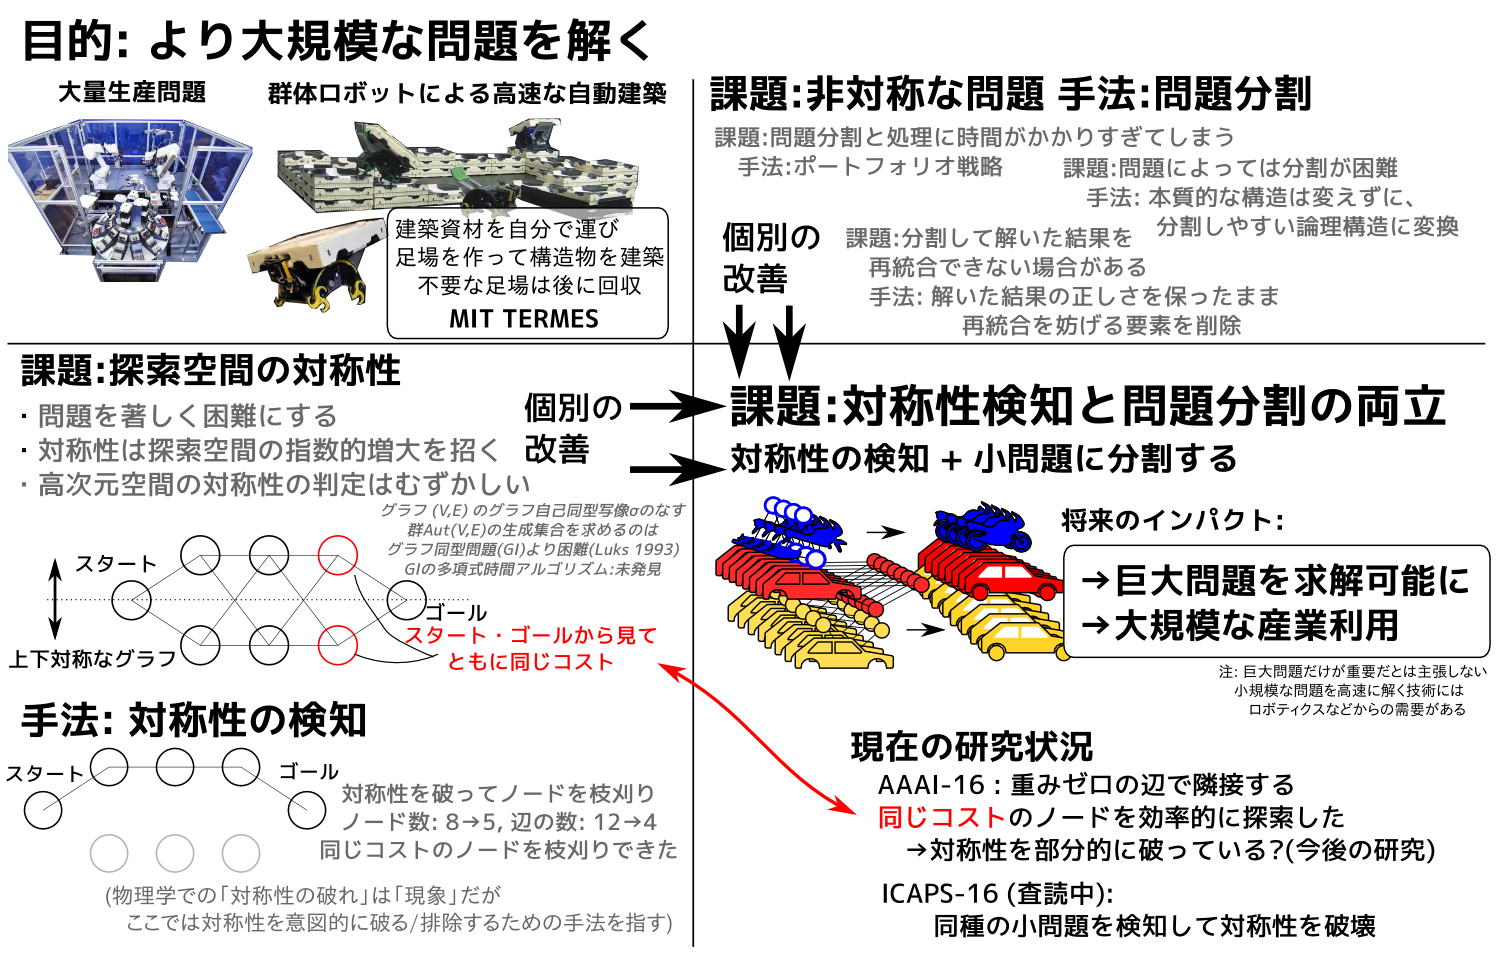 目的: より大規模な問題を解く
大量生産問題
群体ロボットによる高速な自動建築
建築資材を自分で運び
足場を作って構造物を建築
不要な足場は後に回収
MIT TERMES
課題:非対称な問題 手法:問題分割
課題:問題分割と処理に時間がかかりすぎてしまう
手法:ポートフォリオ戦略
課題:問題によっては分割が困難
手法: 本質的な構造は変えずに、
分割しやすい論理構造に変換
個別の
改善
課題:分割して解いた結果を
再統合できない場合がある
手法: 解いた結果の正しさを保ったまま
再統合を妨げる要素を削除
課題:探索空間の対称性
・問題を著しく困難にする
・対称性は探索空間の指数的増大を招く
・高次元空間の対称性の判定はむずかしい
個別の
改善
グラフ (V,E) のグラフ自己同型写像σのなす
群Aut(V,E)の生成集合を求めるのは
グラフ同型問題(GI)より困難(Luks 1993)
GIの多項式時間アルゴリズム:未発見
スタート
ゴール
上下対称なグラフ
スタート・ゴールから見て
ともに同じコスト
手法: 対称性の検知
スタート
ゴール
対称性を破ってノードを枝刈り
ノード数: 8→5, 辺の数: 12→4
同じコストのノードを枝刈りできた
(物理学での「対称性の破れ」は「現象」だが
ここでは対称性を意図的に破る/排除するための手法を指す)
課題:対称性検知と問題分割の両立
対称性の検知 + 小問題に分割する
将来のインパクト:
→巨大問題を求解可能に
→大規模な産業利用
注: 巨大問題だけが重要だとは主張しない
小規模な問題を高速に解く技術には
ロボティクスなどからの需要がある
現在の研究状況
AAAI-16 : 重みゼロの辺で隣接する
同じコストのノードを効率的に探索した
→対称性を部分的に破っている?(今後の研究)
ICAPS-16 (査読中):
同種の小問題を検知して対称性を破壊